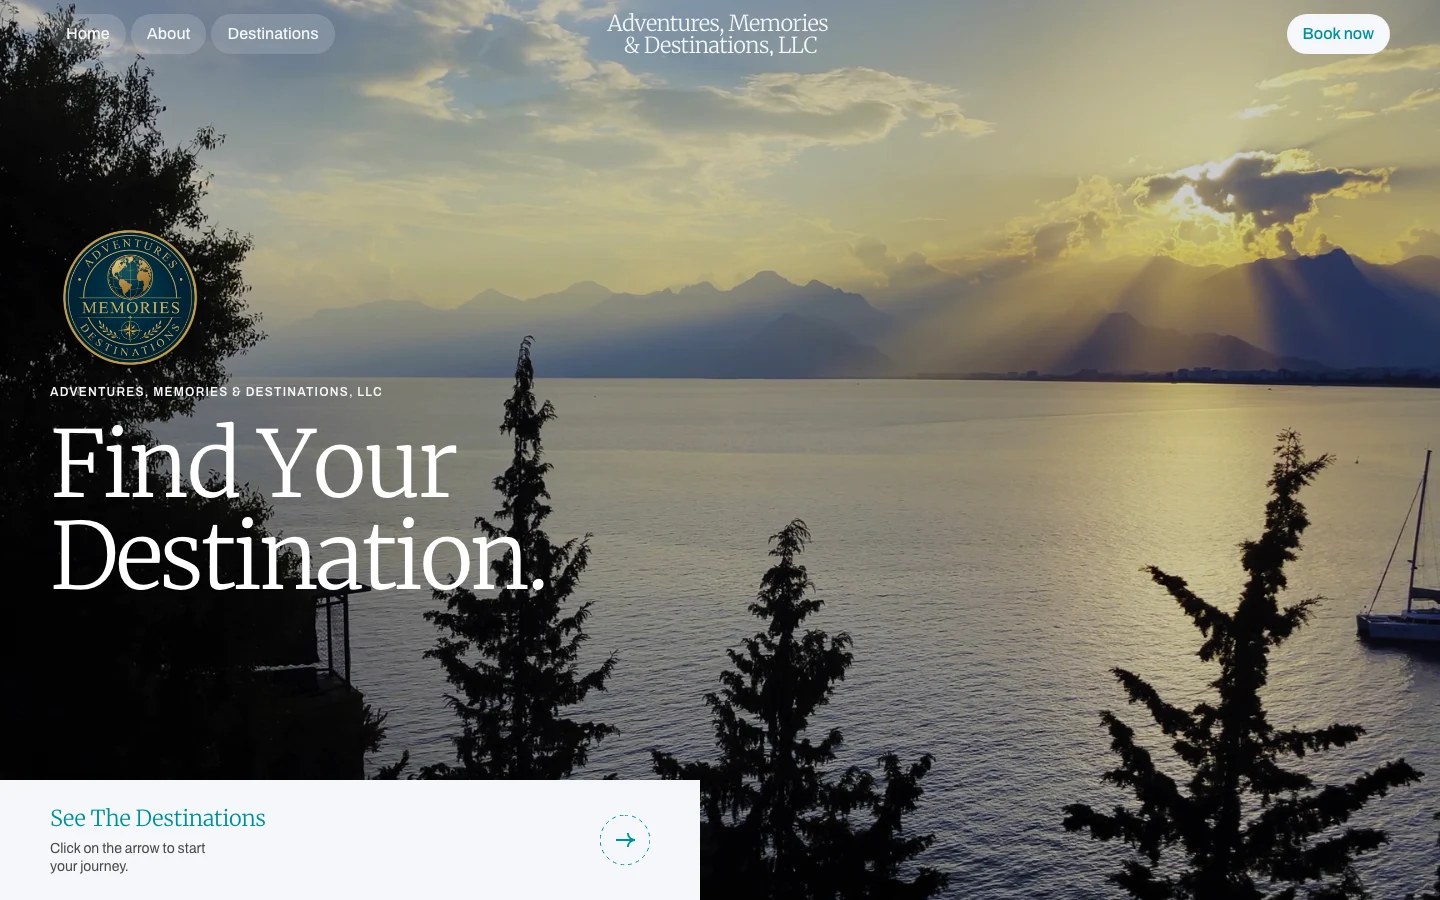 Home
About
Destinations
Adventures, Memories
& Destinations, LLC
Book now
ADVENTURES
MEMORIES
DESTINATIONS
ADVENTURES, MEMORIES & DESTINATIONS, LLC
Find Your
Destination.
See The Destinations
Click on the arrow to start
your journey.